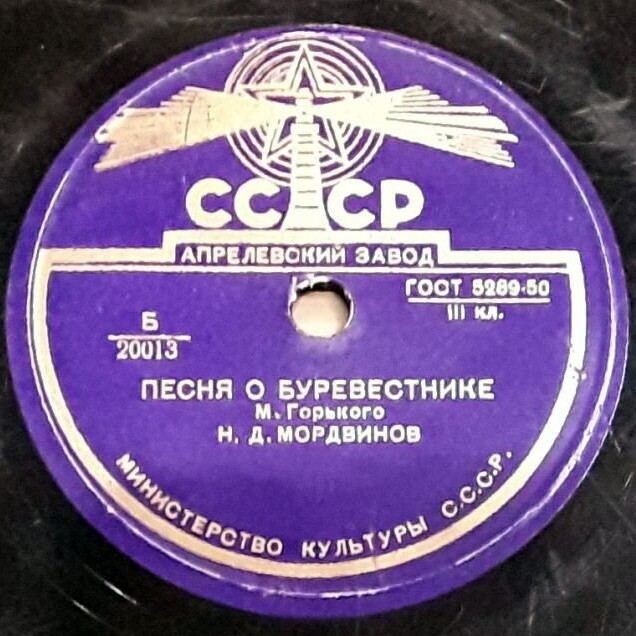 СССР
АПРЕЛЕВСКИЙ ЗАВОД
ГОСТ 5289-50
III кл.
Б
20013
ПЕСНЯ О БУРЕВЕСТНИКЕ
М. Горького
Н. Д. МОРДВИНОВ
МИНИСТЕРСТВО КУЛЬТУРЫ С.С.С.Р.